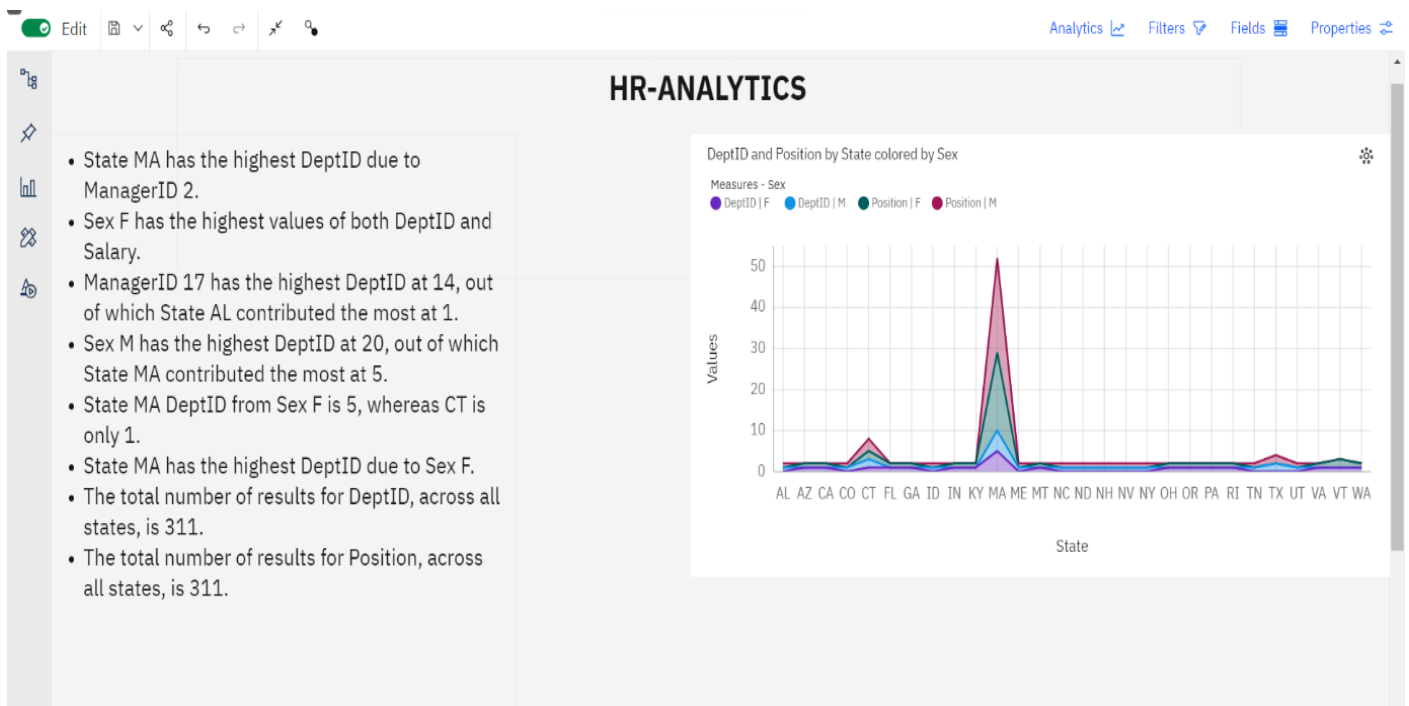 Edit
Analytics
Filters
Fields
Properties
HR-ANALYTICS
• State MA has the highest DeptID due to
ManagerID 2.
• Sex F has the highest values of both DeptID and
Salary.
• ManagerID 17 has the highest DeptID at 14, out
of which State AL contributed the most at 1.
• Sex M has the highest DeptID at 20, out of which
State MA contributed the most at 5.
• State MA DeptID from Sex F is 5, whereas CT is
only 1.
• State MA has the highest DeptID due to Sex F.
• The total number of results for DeptID, across all
states, is 311.
• The total number of results for Position, across
all states, is 311.
DeptID and Position by State colored by Sex
Measures - Sex
DeptID | F DeptID | M Position | F Position | M
50
40
30
20
10
0
Values
AL AZ CA CO CT FL GA ID IN KY MA ME MT NC ND NH NV NY OH OR PA RI TN TX UT VA VT WA
State